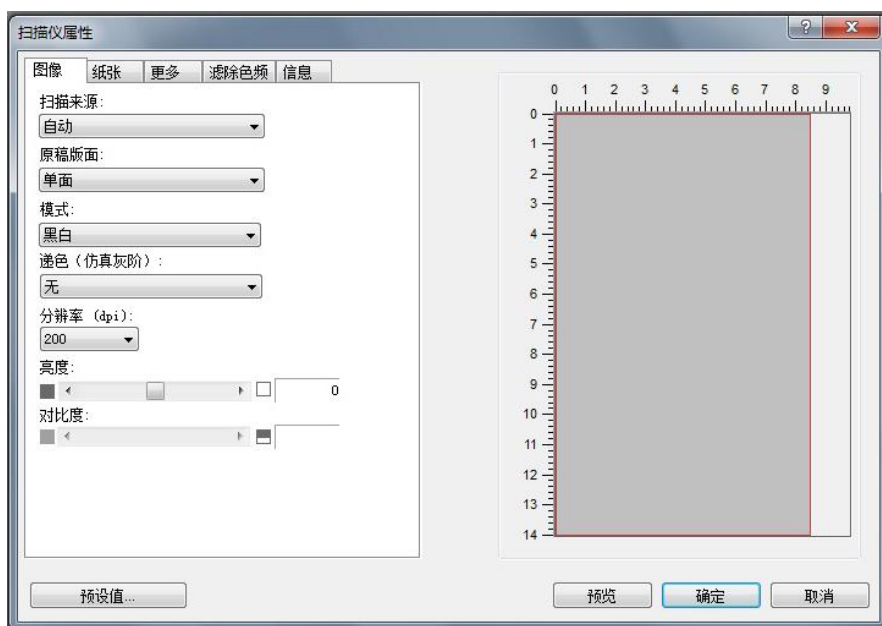 扫描仪属性
?
X
图像 纸张 更多 滤除色频 信息
扫描来源:
自动
原稿版面:
单面
模式:
黑白
递色（仿真灰阶）:
无
分辨率 (dpi):
200
亮度:
0
对比度:
0 1 2 3 4 5 6 7 8 9
0
1
2
3
4
5
6
7
8
9
10
11
12
13
14
预设值... 预览 确定 取消